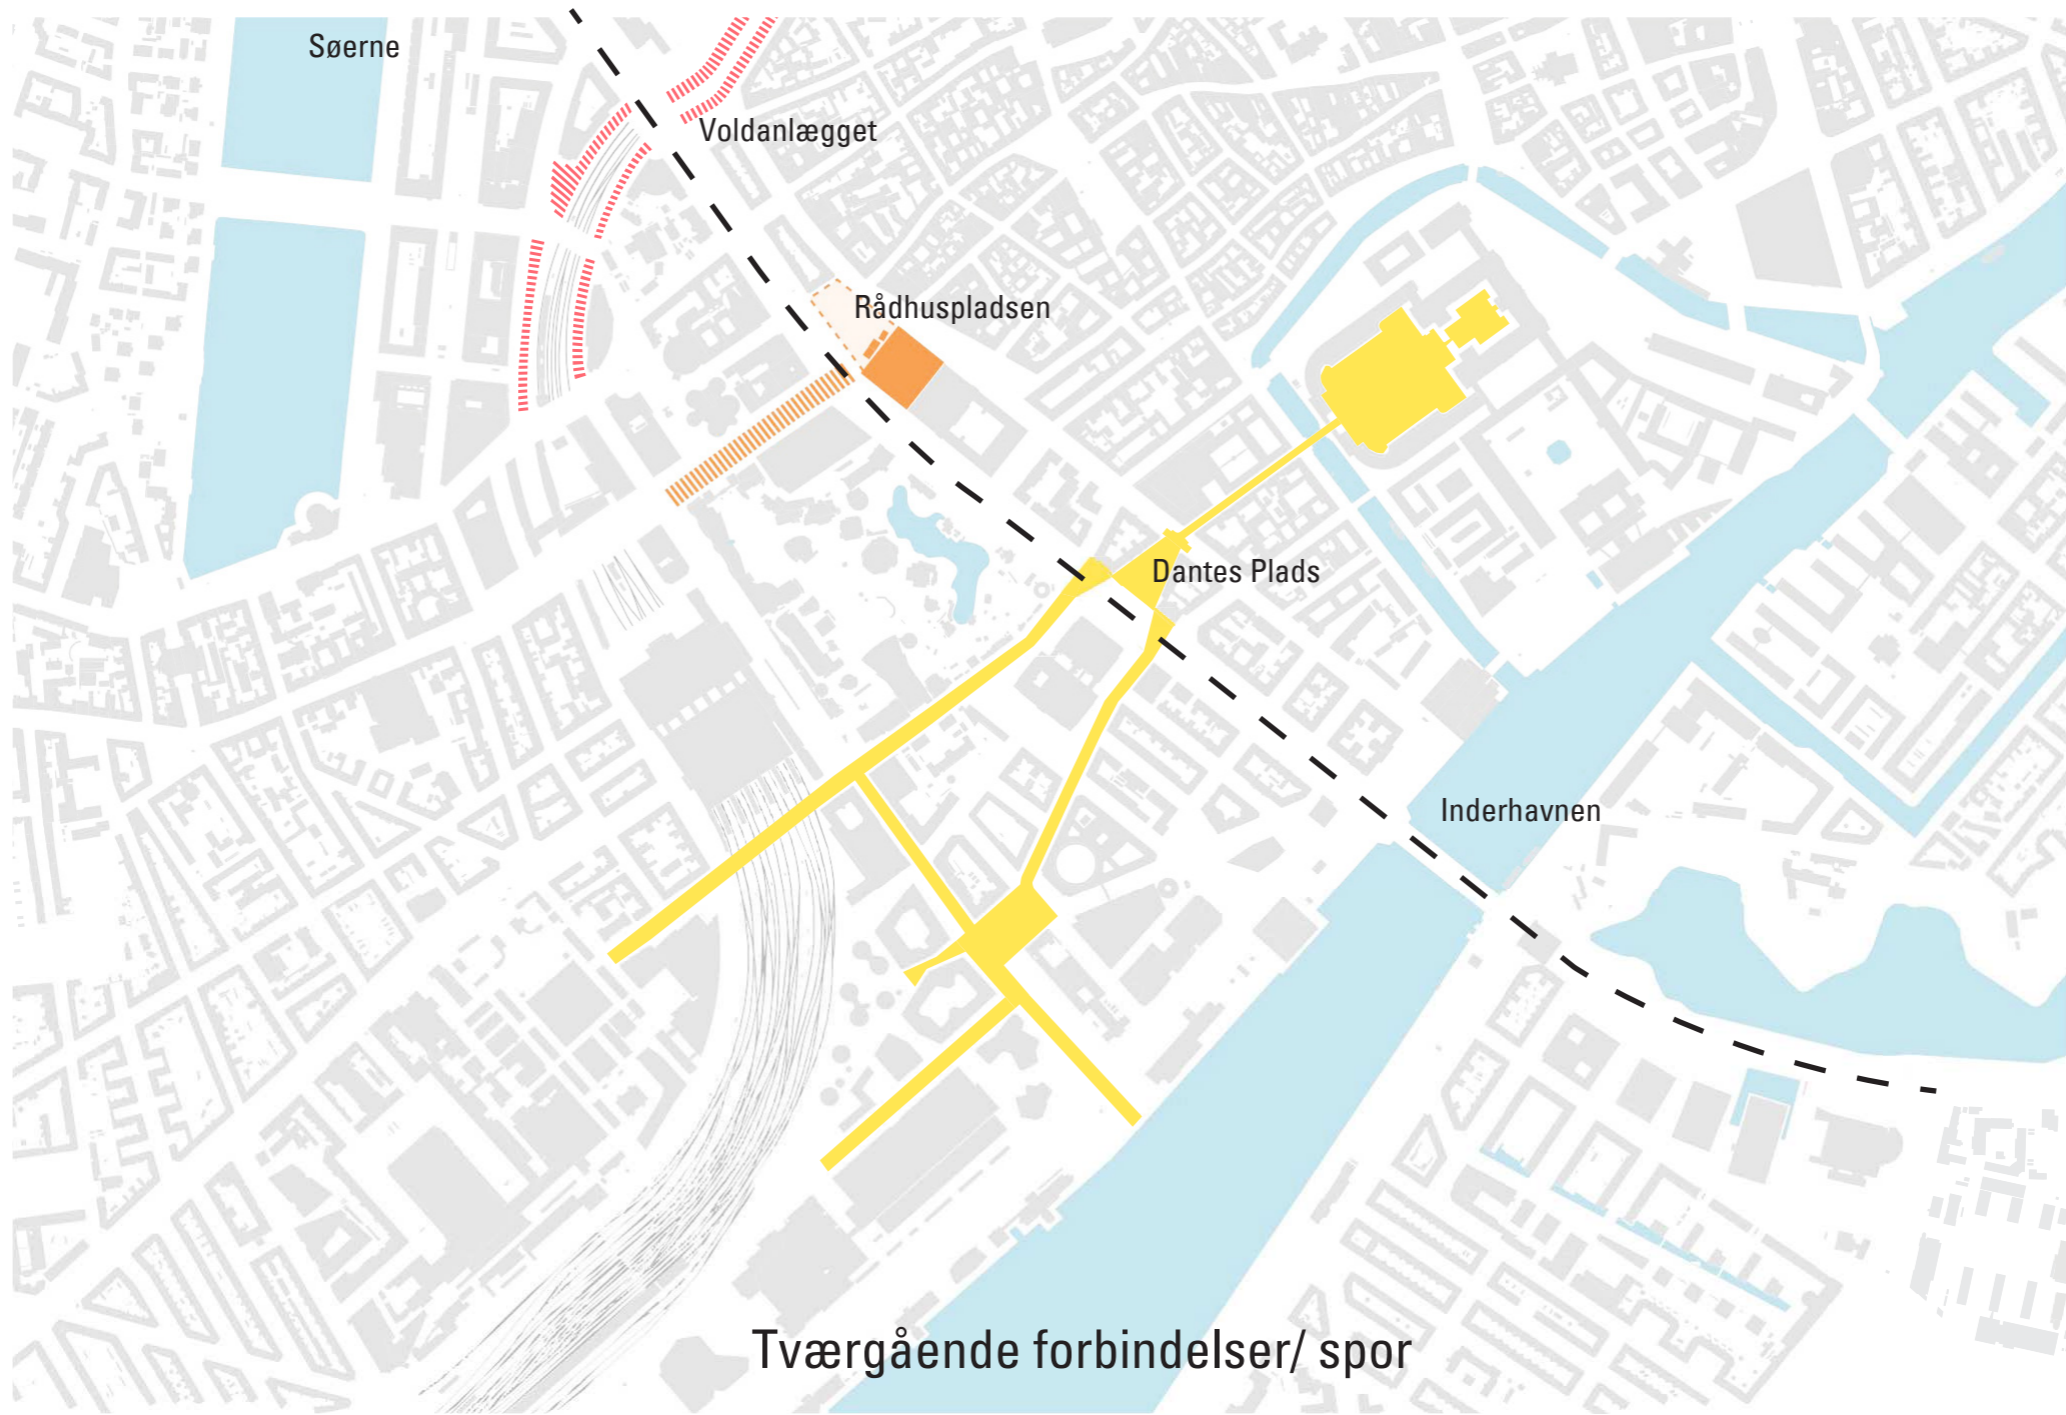 Søerne
Voldanlægget
Rådhuspladsen
Dantes Plads
Inderhavnen
Tværgående forbindelser/ spor